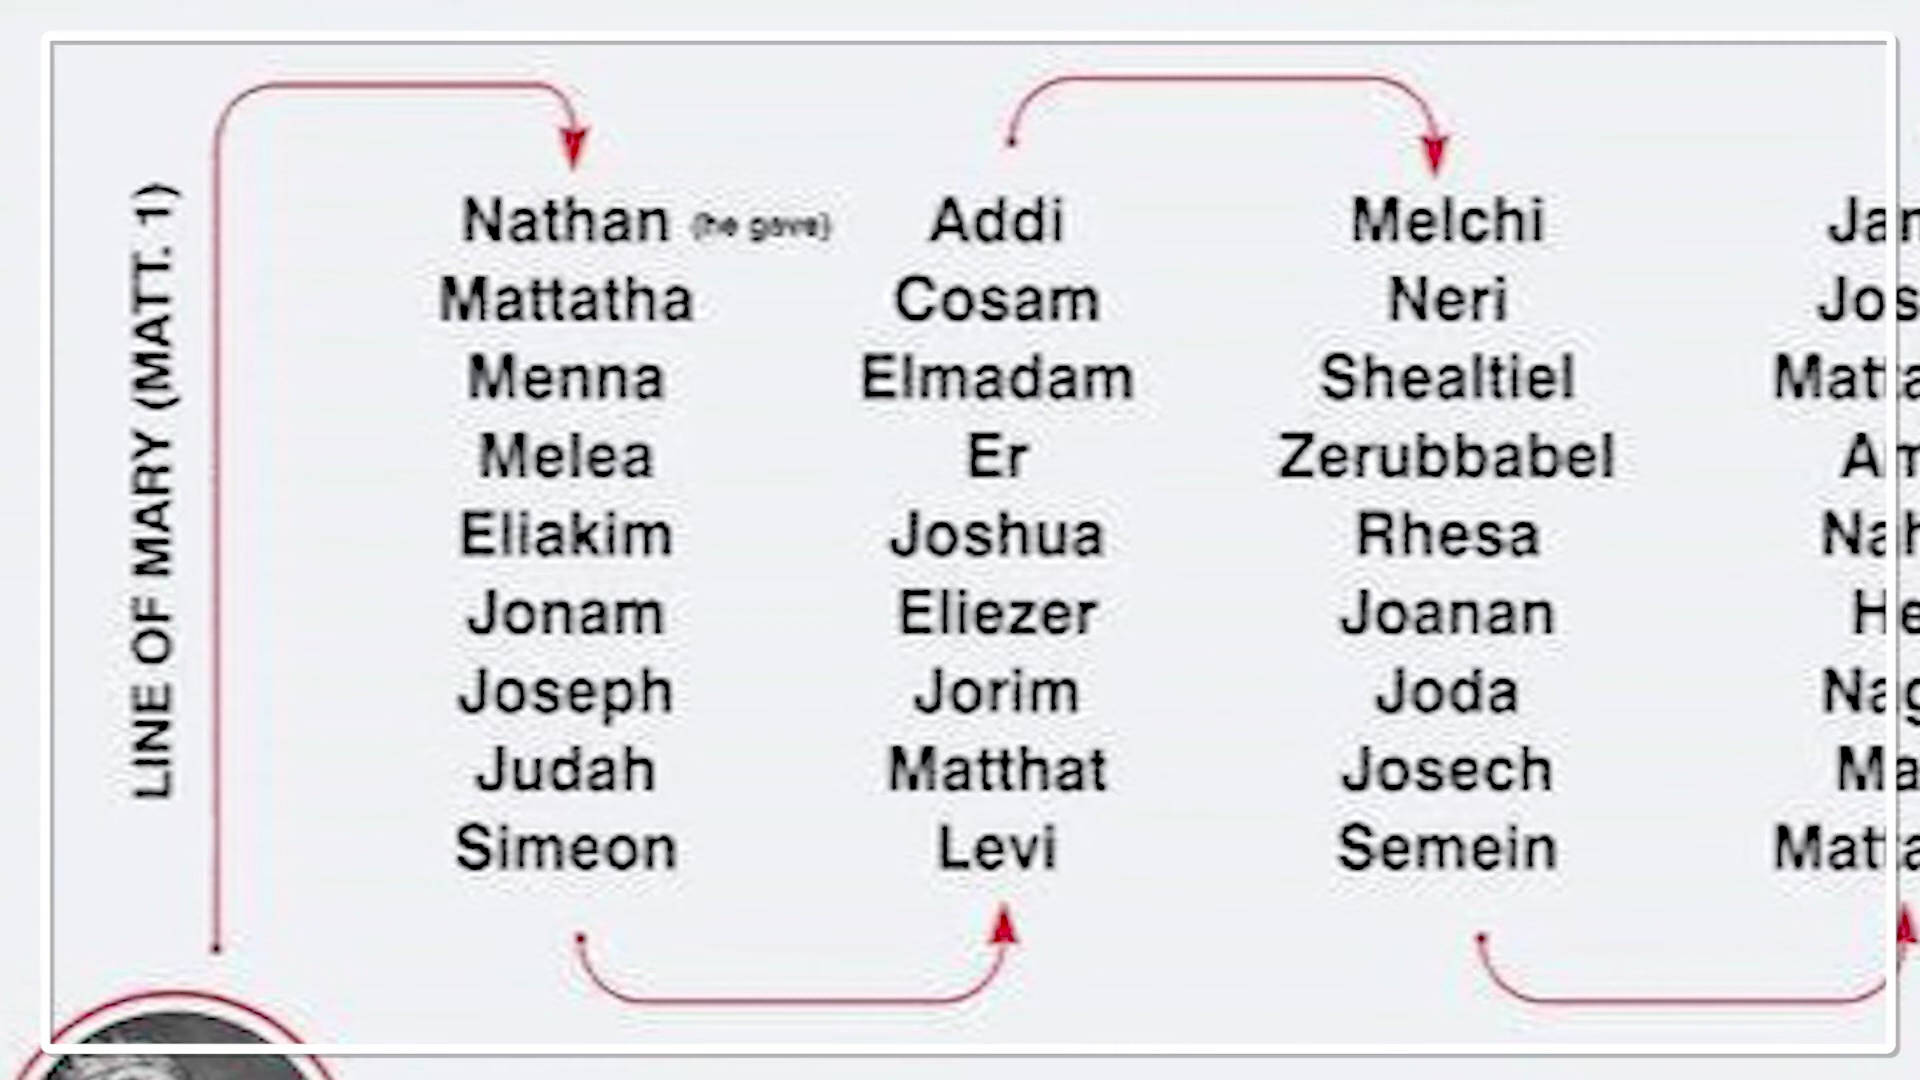 LINE OF MARY (MATT. 1)
Nathan (he gave)
Mattatha
Menna
Melea
Eliakim
Jonam
Joseph
Judah
Simeon
Addi
Cosam
Elmadam
Er
Joshua
Eliezer
Jorim
Matthat
Levi
Melchi
Neri
Shealtiel
Zerubbabel
Rhesa
Joanan
Joda
Josech
Semein